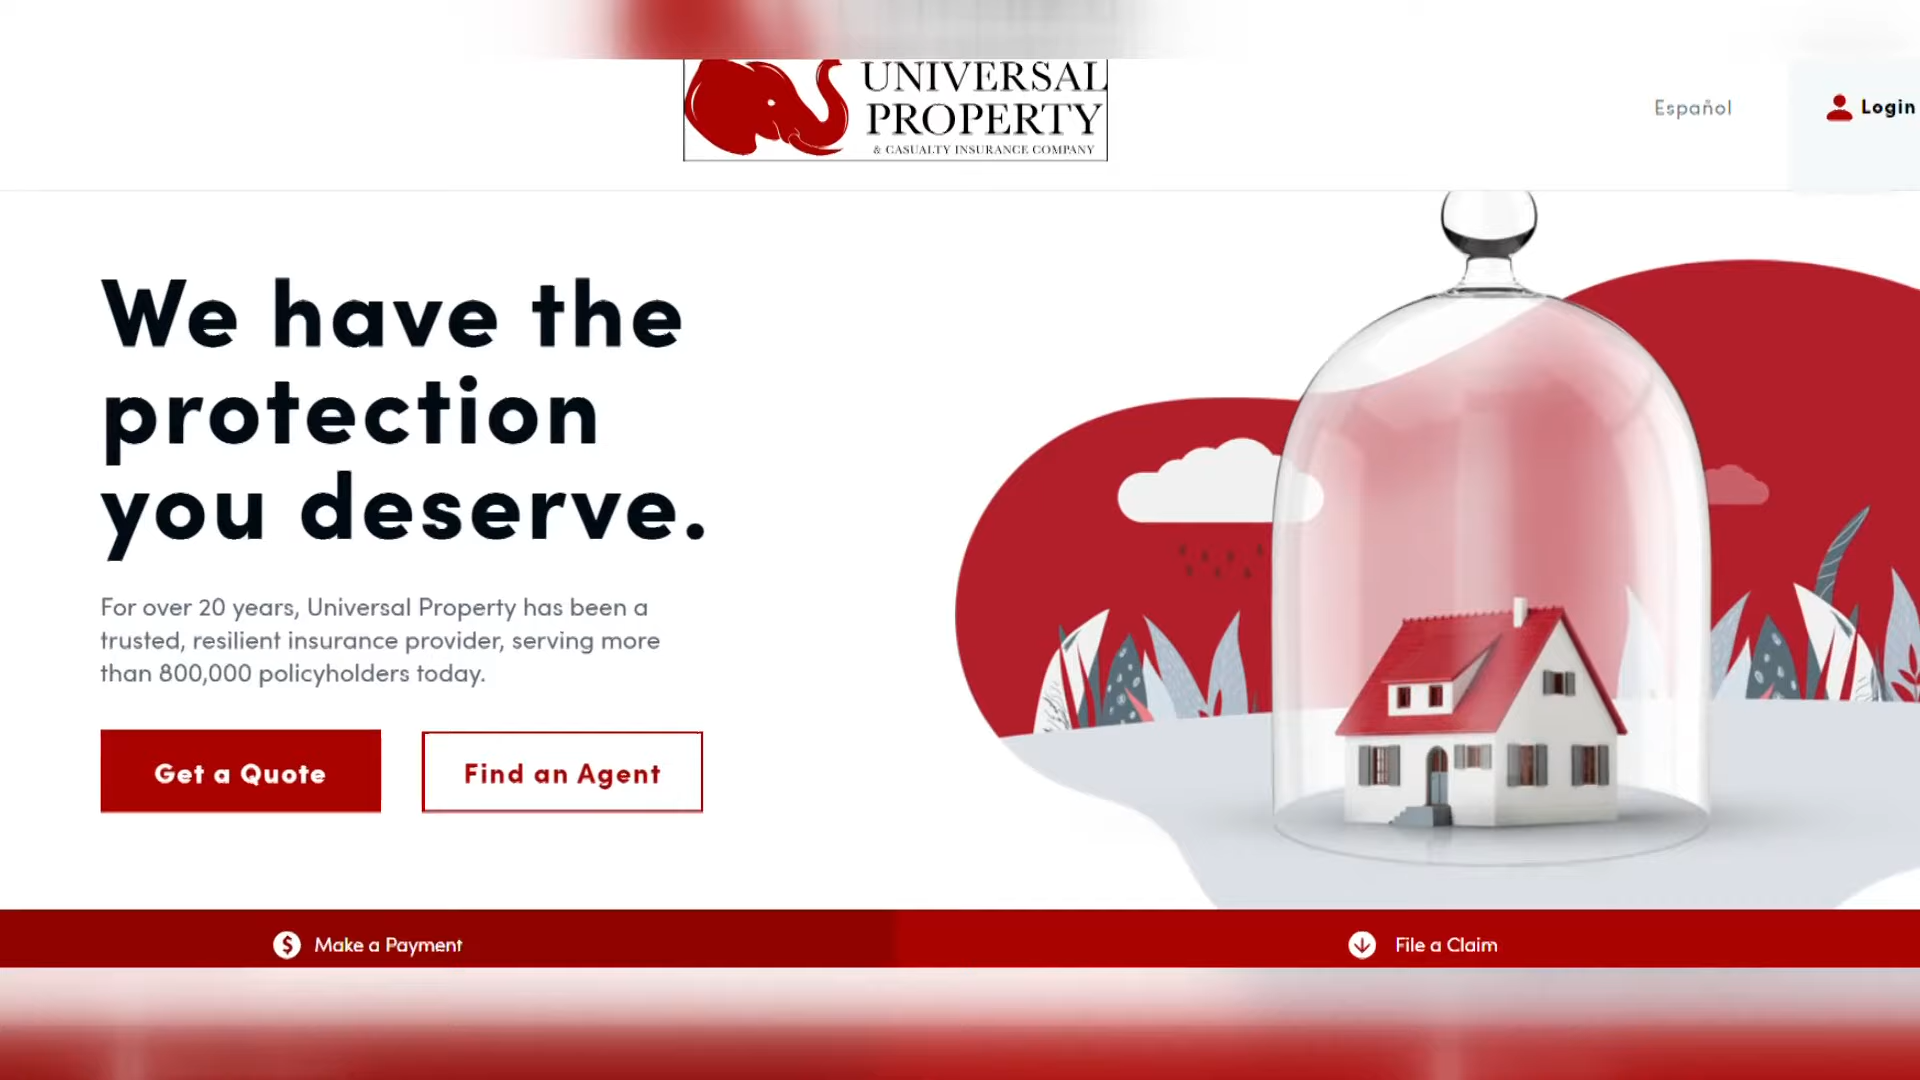 UNIVERSAL
PROPERTY
& CASUALTY INSURANCE COMPANY
Español
Login
We have the
protection
you deserve.
For over 20 years, Universal Property has been a
trusted, resilient insurance provider, serving more
than 800,000 policyholders today.
Get a Quote
Find an Agent
Make a Payment
File a Claim